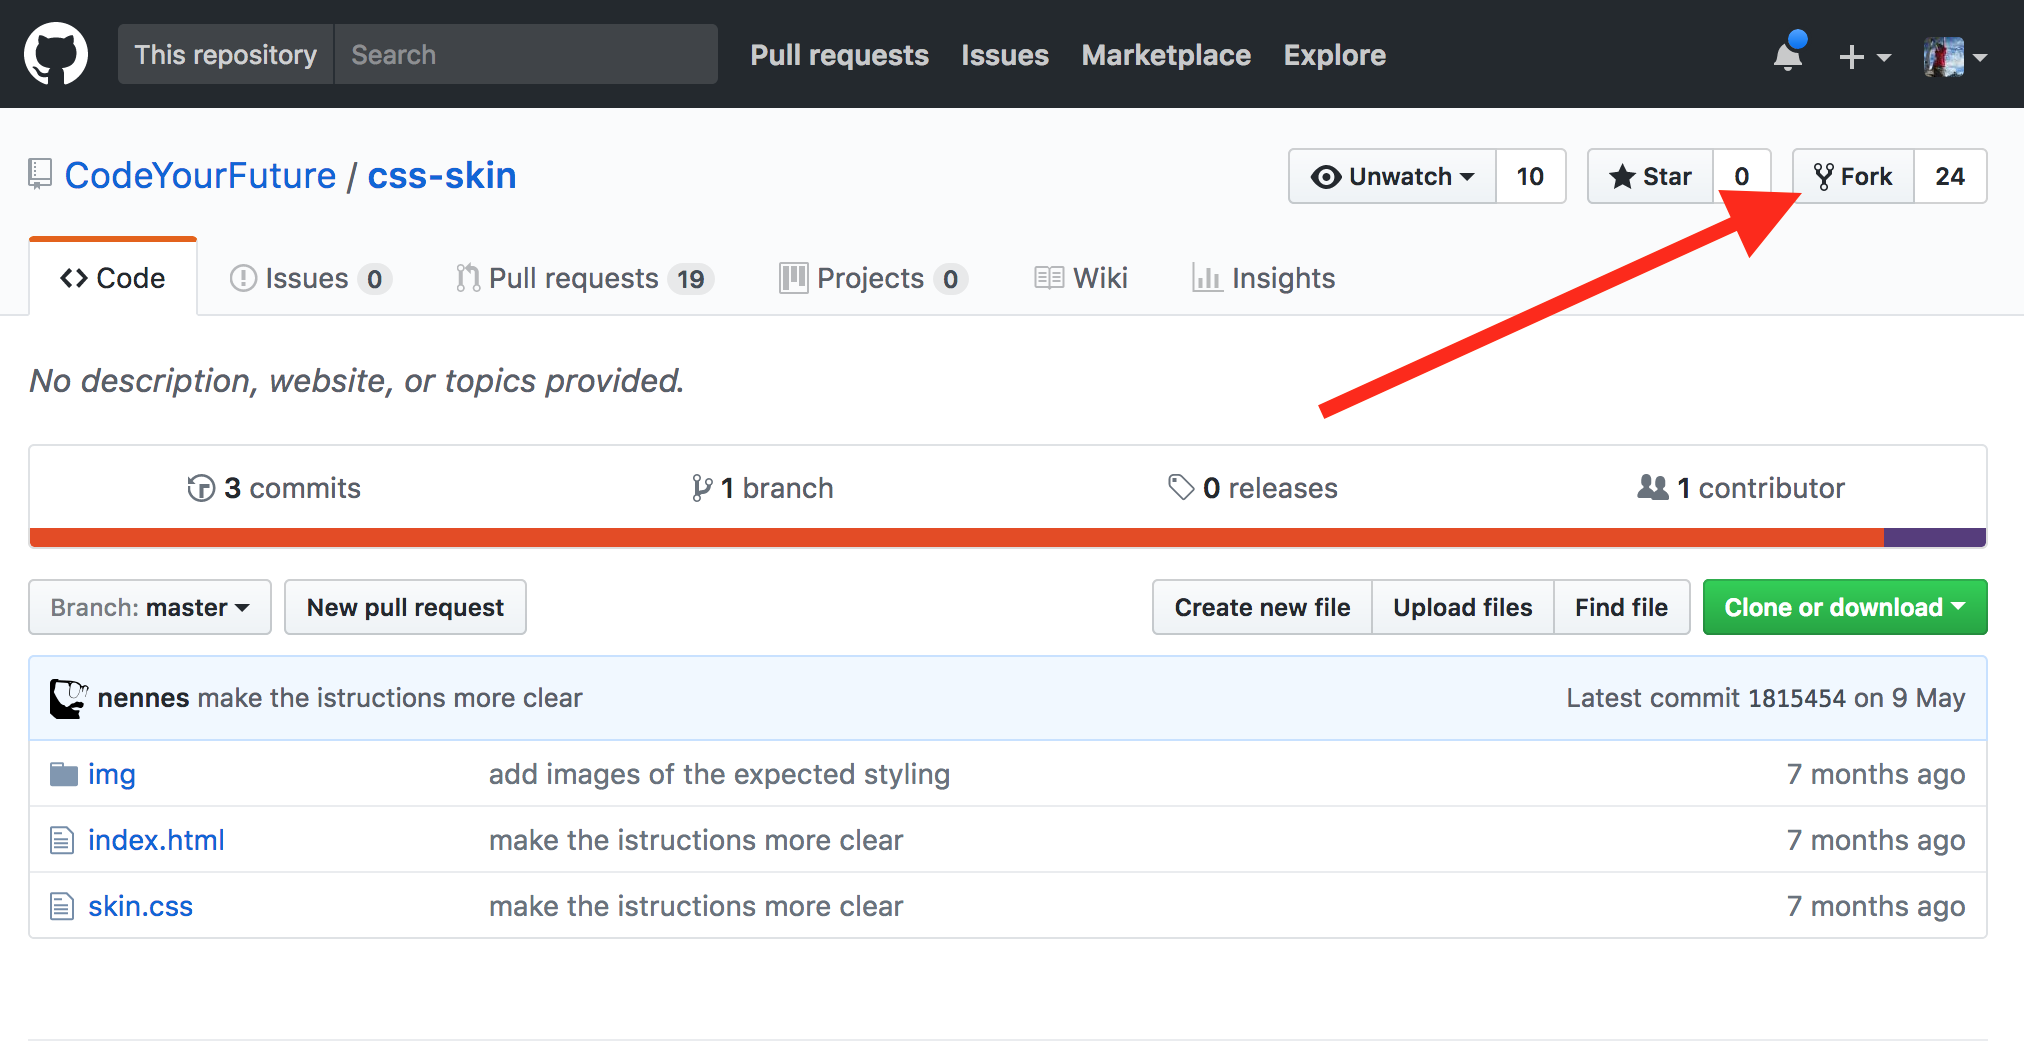 This repository Search Pull requests Issues Marketplace Explore
CodeYourFuture / css-skin Unwatch 10 Star 0 Fork 24
Code Issues 0 Pull requests 19 Projects 0 Wiki Insights
No description, website, or topics provided.
3 commits 1 branch 0 releases 1 contributor
Branch: master New pull request Create new file Upload files Find file Clone or download
nennes make the istructions more clear Latest commit 1815454 on 9 May
img add images of the expected styling 7 months ago
index.html make the istructions more clear 7 months ago
skin.css make the istructions more clear 7 months ago